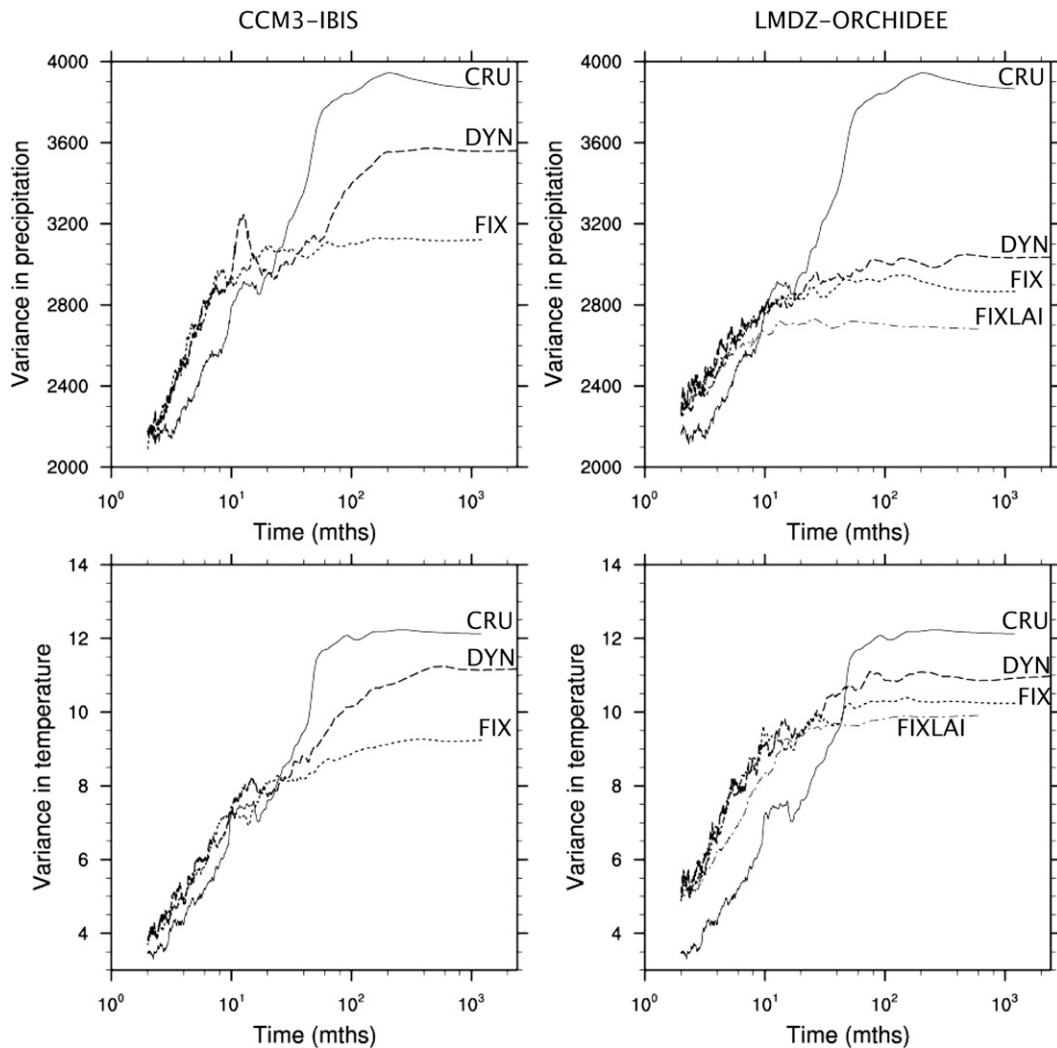 CCM3-IBIS
LMDZ-ORCHIDEE
Variance in precipitation
4000
3600
3200
2800
2400
2000
CRU
DYN
FIX
10^0
10^1
10^2
10^3
Time (mths)
Variance in precipitation
4000
3600
3200
2800
2400
2000
CRU
DYN
FIX
FIXLAI
10^0
10^1
10^2
10^3
Time (mths)
Variance in temperature
14
12
10
8
6
4
CRU
DYN
FIX
10^0
10^1
10^2
10^3
Time (mths)
Variance in temperature
14
12
10
8
6
4
CRU
DYN
FIX
FIXLAI
10^0
10^1
10^2
10^3
Time (mths)